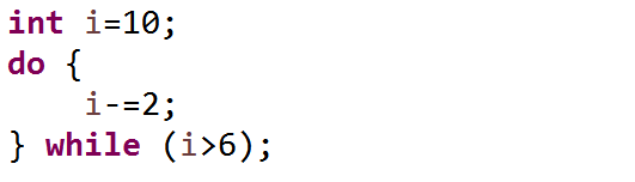 int i=10;
do {
    i-=2;
} while (i>6);